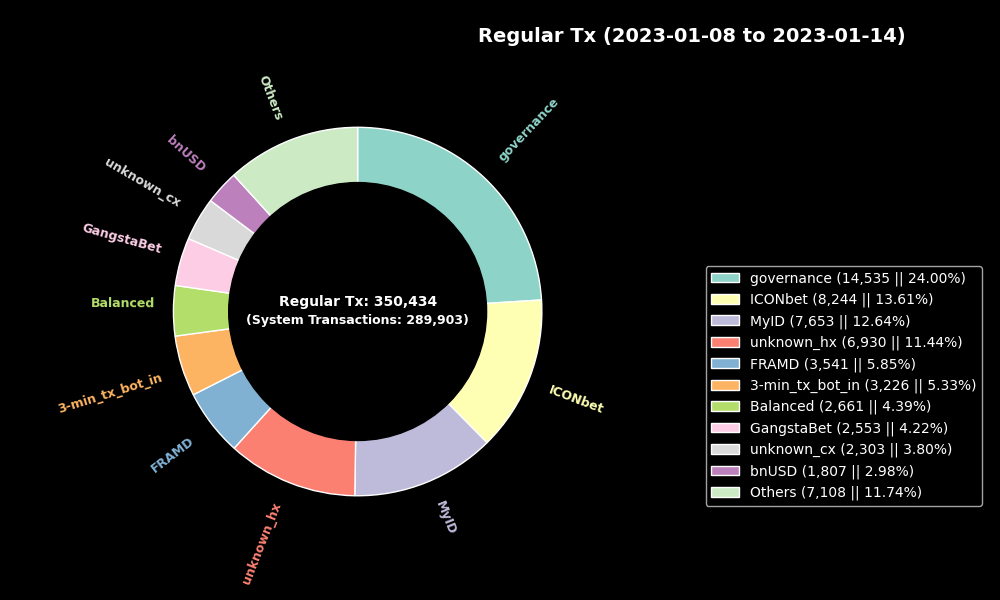 Regular Tx (2023-01-08 to 2023-01-14)
Others
governance
bnUSD
unknown_cx
GangstaBet
Balanced
3-min_tx_bot_in
FRAMD
unknown_hx
MyID
ICONbet
Regular Tx: 350,434
(System Transactions: 289,903)
governance (14,535 || 24.00%)
ICONbet (8,244 || 13.61%)
MyID (7,653 || 12.64%)
unknown_hx (6,930 || 11.44%)
FRAMD (3,541 || 5.85%)
3-min_tx_bot_in (3,226 || 5.33%)
Balanced (2,661 || 4.39%)
GangstaBet (2,553 || 4.22%)
unknown_cx (2,303 || 3.80%)
bnUSD (1,807 || 2.98%)
Others (7,108 || 11.74%)